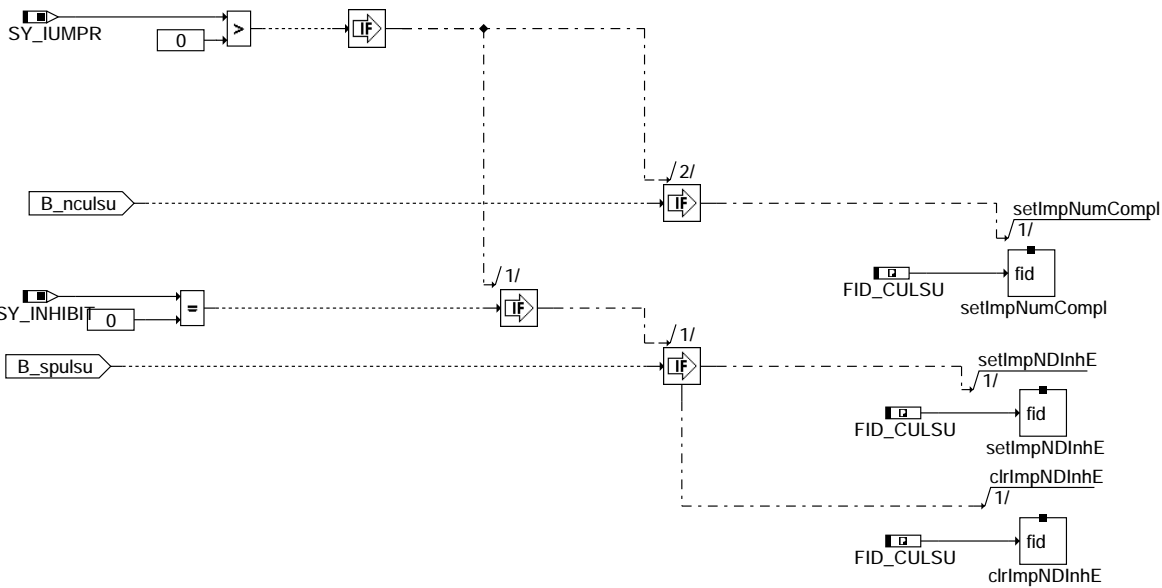 SY_IUMPR
0
>
IF
/2/
B_nculsu
IF
setImpNumCompl
1/
fid
FID_CULSU
setImpNumCompl
/1/
SY_INHIBIT
0
=
IF
/1/
B_spulsu
IF
setImpNDInhE
1/
fid
FID_CULSU
setImpNDInhE
clrImpNDInhE
1/
fid
FID_CULSU
clrImpNDInhE